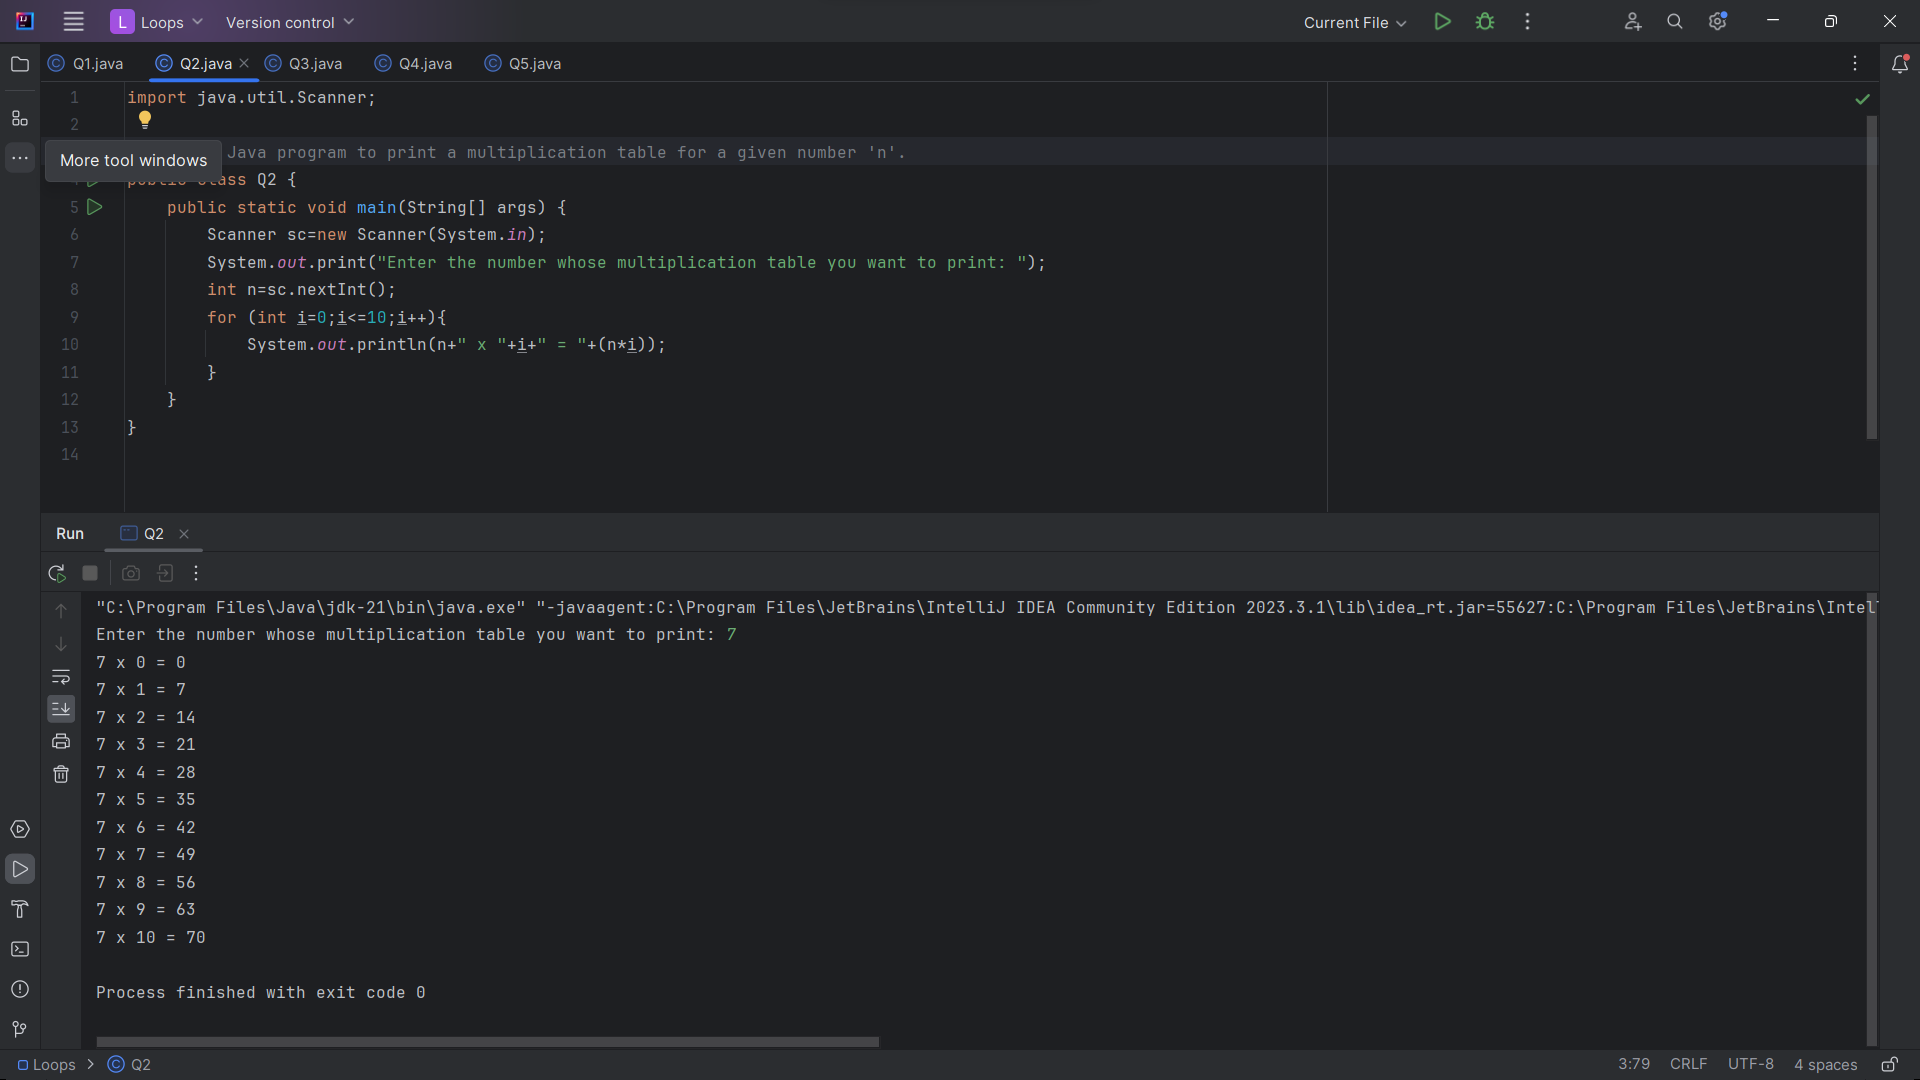 L Loops Version control Current File
Q1.java Q2.java Q3.java Q4.java Q5.java
1 import java.util.Scanner;
2
More tool windows Java program to print a multiplication table for a given number 'n'.
public class Q2 {
5 public static void main(String[] args) {
6 Scanner sc=new Scanner(System.in);
7 System.out.print("Enter the number whose multiplication table you want to print: ");
8 int n=sc.nextInt();
9 for (int i=0;i<=10;i++){
10 System.out.println(n+" x "+i+" = "+(n*i));
11 }
12 }
13 }
14
Run Q2
"C:\Program Files\Java\jdk-21\bin\java.exe" "-javaagent:C:\Program Files\JetBrains\IntelliJ IDEA Community Edition 2023.3.1\lib\idea_rt.jar=55627:C:\Program Files\JetBrains\Intel
Enter the number whose multiplication table you want to print: 7
7 x 0 = 0
7 x 1 = 7
7 x 2 = 14
7 x 3 = 21
7 x 4 = 28
7 x 5 = 35
7 x 6 = 42
7 x 7 = 49
7 x 8 = 56
7 x 9 = 63
7 x 10 = 70
Process finished with exit code 0
Loops > Q2 3:79 CRLF UTF-8 4 spaces